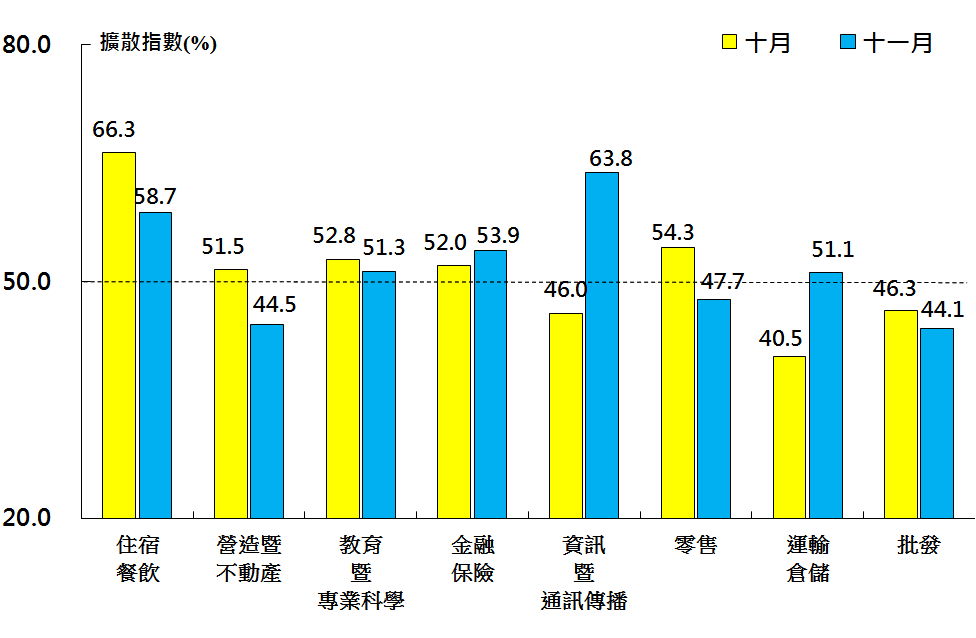 80.0
擴散指數(%)
十月
十一月
66.3
58.7
51.5
44.5
52.8
51.3
52.0
53.9
46.0
63.8
54.3
47.7
40.5
51.1
46.3
44.1
50.0
20.0
住宿
餐飲
營造暨
不動產
教育
暨
專業科學
金融
保險
資訊
暨
通訊傳播
零售
運輸
倉儲
批發